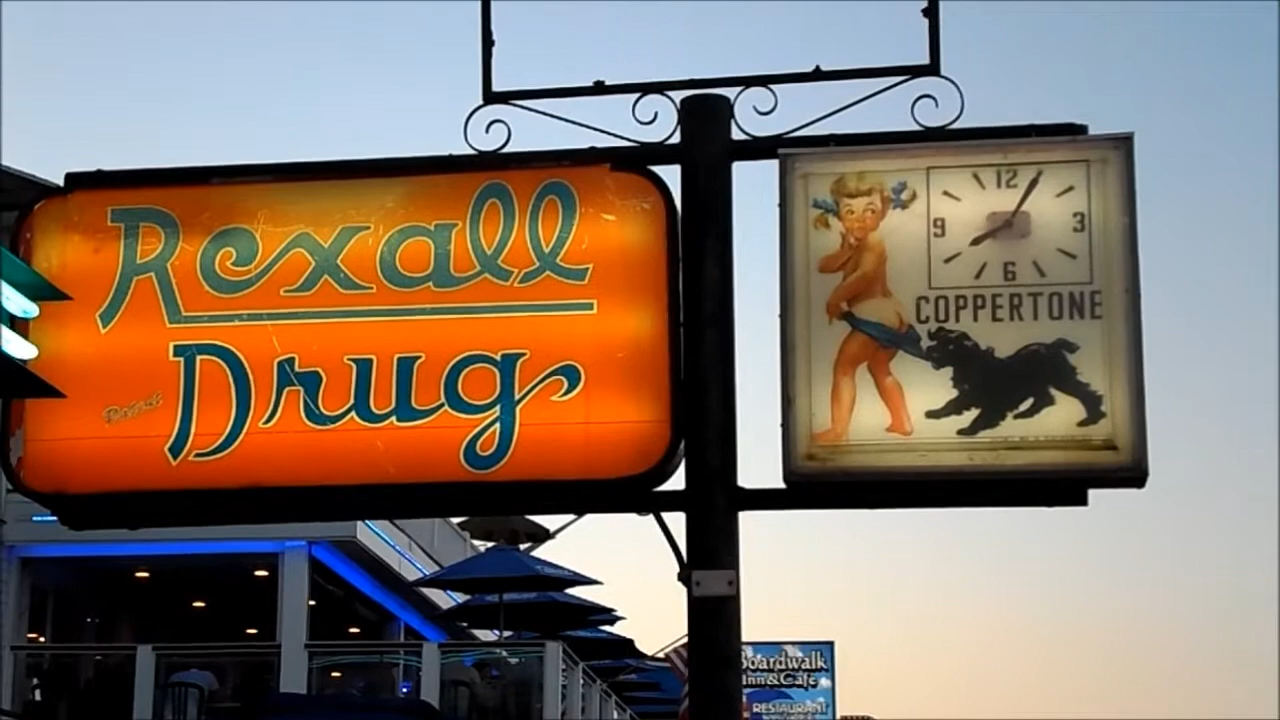 Rexall
Drug
12
9 3
6
COPPERTONE
Boardwalk
Inn & Cafe
RESTAURANT